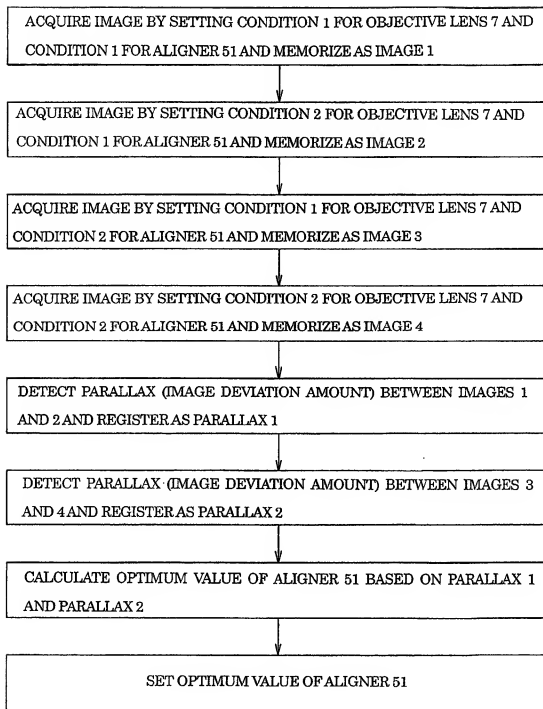 ACQUIRE IMAGE BY SETTING CONDITION 1 FOR OBJECTIVE LENS 7 AND
CONDITION 1 FOR ALIGNER 51 AND MEMORIZE AS IMAGE 1
ACQUIRE IMAGE BY SETTING CONDITION 2 FOR OBJECTIVE LENS 7 AND
CONDITION 1 FOR ALIGNER 51 AND MEMORIZE AS IMAGE 2
ACQUIRE IMAGE BY SETTING CONDITION 1 FOR OBJECTIVE LENS 7 AND
CONDITION 2 FOR ALIGNER 51 AND MEMORIZE AS IMAGE 3
ACQUIRE IMAGE BY SETTING CONDITION 2 FOR OBJECTIVE LENS 7 AND
CONDITION 2 FOR ALIGNER 51 AND MEMORIZE AS IMAGE 4
DETECT PARALLAX (IMAGE DEVIATION AMOUNT) BETWEEN IMAGES 1
AND 2 AND REGISTER AS PARALLAX 1
DETECT PARALLAX (IMAGE DEVIATION AMOUNT) BETWEEN IMAGES 3
AND 4 AND REGISTER AS PARALLAX 2
CALCULATE OPTIMUM VALUE OF ALIGNER 51 BASED ON PARALLAX 1
AND PARALLAX 2
SET OPTIMUM VALUE OF ALIGNER 51